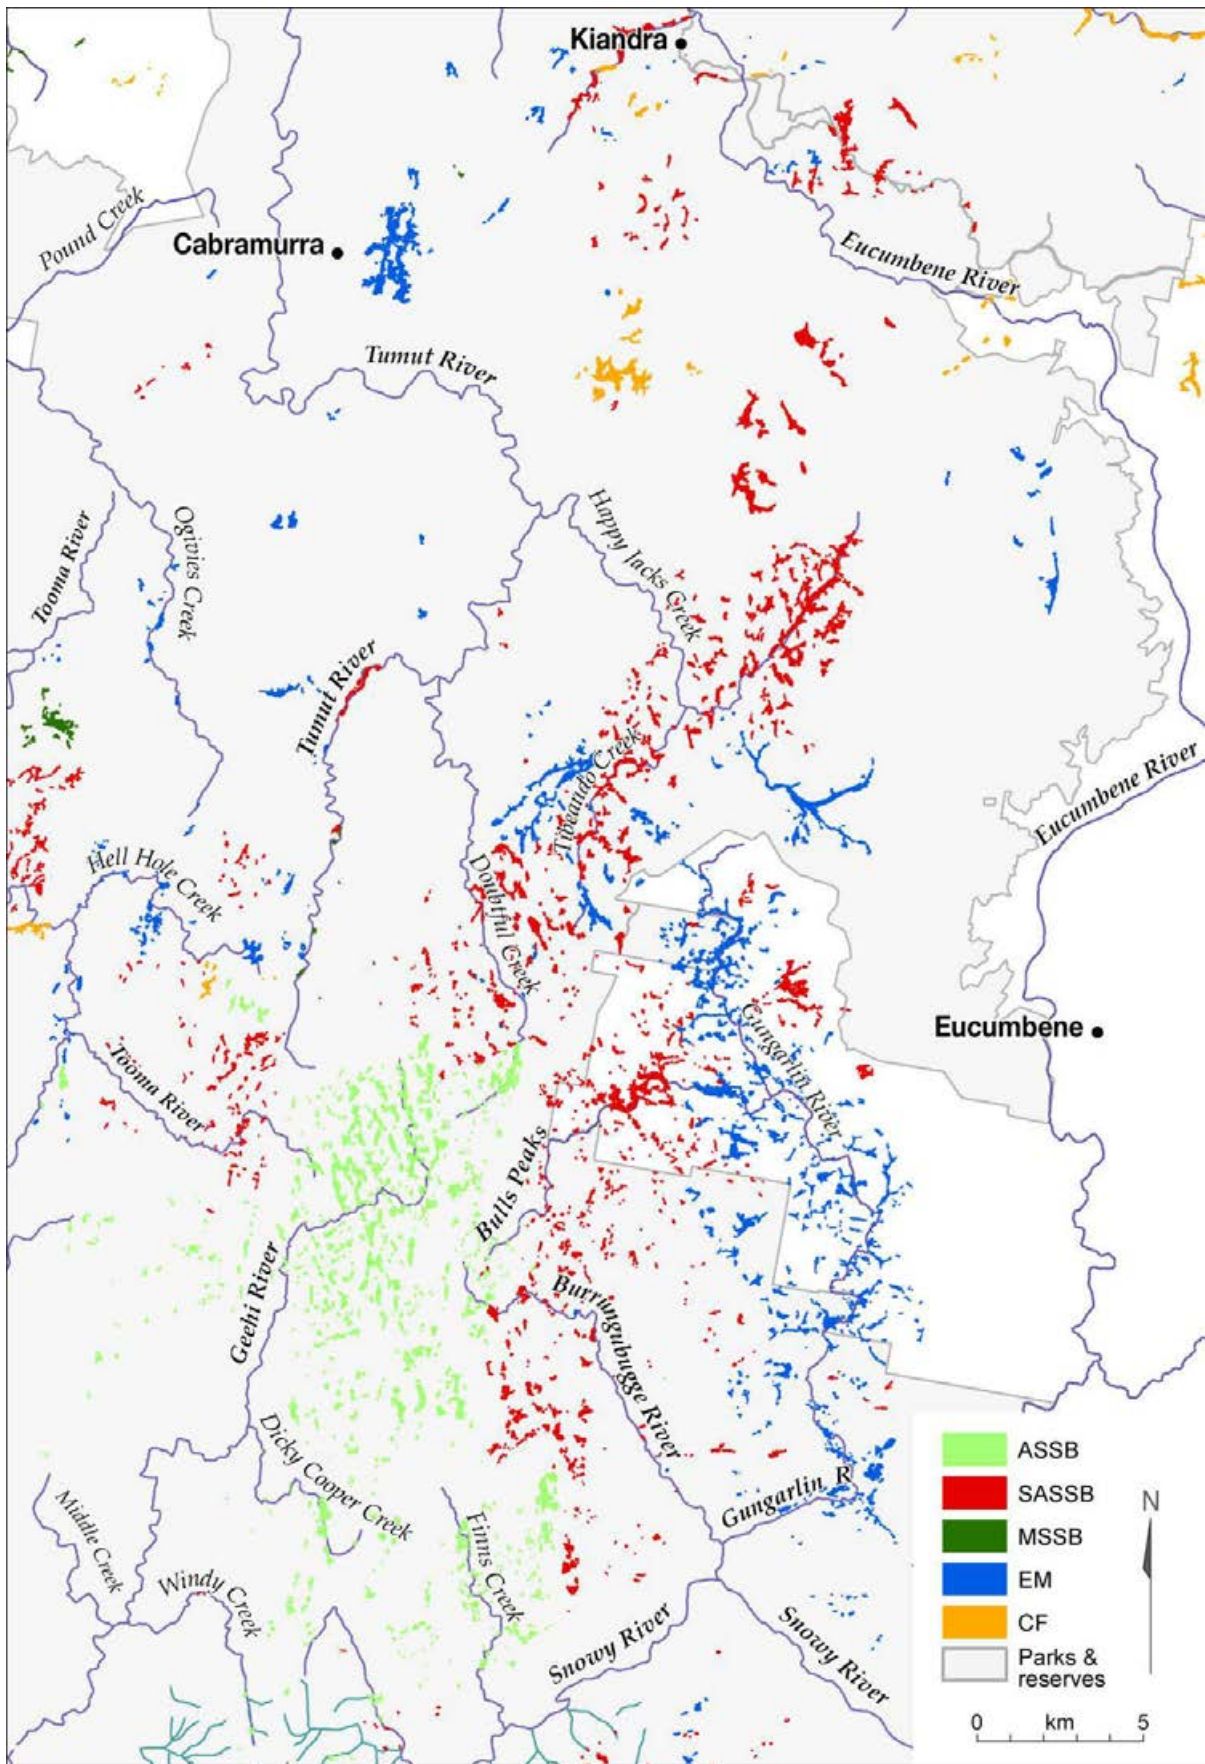 Kiandra
Pound Creek
Cabramurra
Eucumbene River
Tumut River
Happy Jacks Creek
Ogivies Creek
Tooma River
Tumut River
Tibeando Creek
Eucumbene River
Hell Hole Creek
Doubtful Creek
Gungarlin River
Eucumbene
Tooma River
Bulls Peaks
Geehi River
Burrungubugge River
Dicky Cooper Creek
Gungarlin R
Middle Creek
Finns Creek
Windy Creek
Snowy River
Snowy River
ASSB
SASSB
MSSB
EM
CF
Parks &
reserves
N
0 km 5